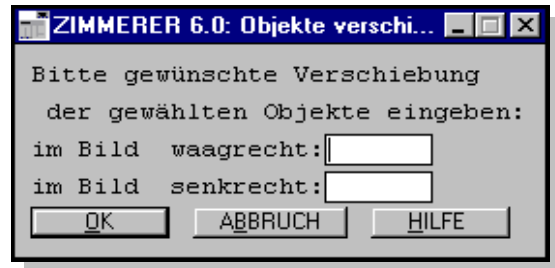 ZIMMERER 6.0: Objekte verschi...
Bitte gewünschte Verschiebung
der gewählten Objekte eingeben:
im Bild waagrecht:
im Bild senkrecht:
OK ABBRUCH HILFE